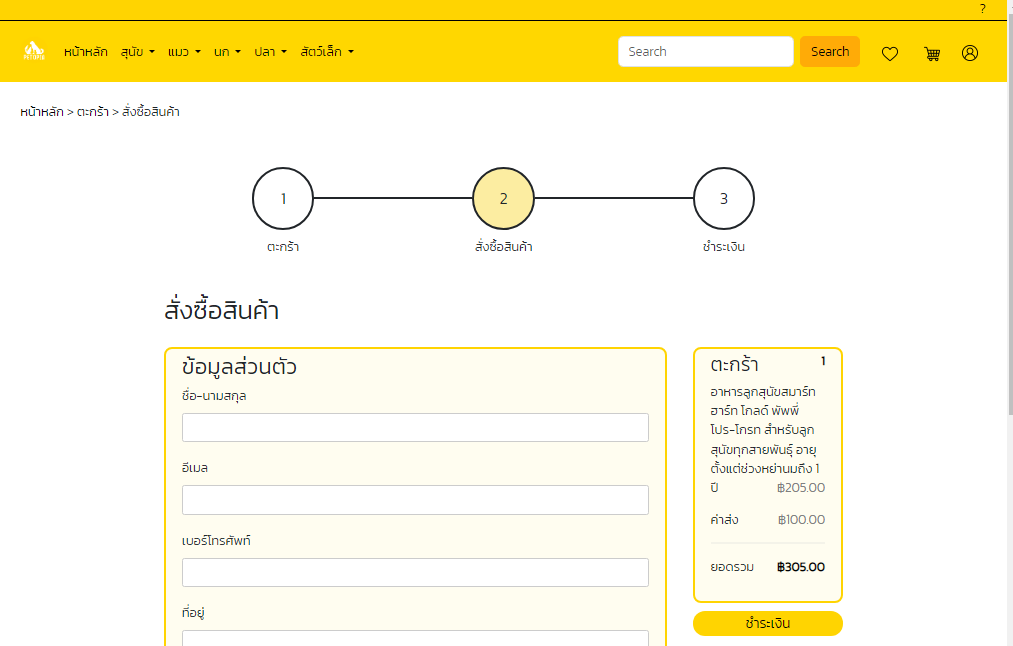 ?
หน้าหลัก สุนัข แมว นก ปลา สัตว์เล็ก Search Search
หน้าหลัก > ตะกร้า > สั่งซื้อสินค้า
1 2 3
ตะกร้า สั่งซื้อสินค้า ชำระเงิน
สั่งซื้อสินค้า
ข้อมูลส่วนตัว
ชื่อ-นามสกุล
อีเมล
เบอร์โทรศัพท์
ที่อยู่
ตะกร้า 1
อาหารลูกสุนัขสมาร์ท
ฮาร์ท โกลด์ พัพพี่
โปร-โกรท สำหรับลูก
สุนัขทุกสายพันธุ์ อายุ
ตั้งแต่ช่วงหย่านมถึง 1
ปี ฿205.00
ค่าส่ง ฿100.00
ยอดรวม ฿305.00
ชำระเงิน